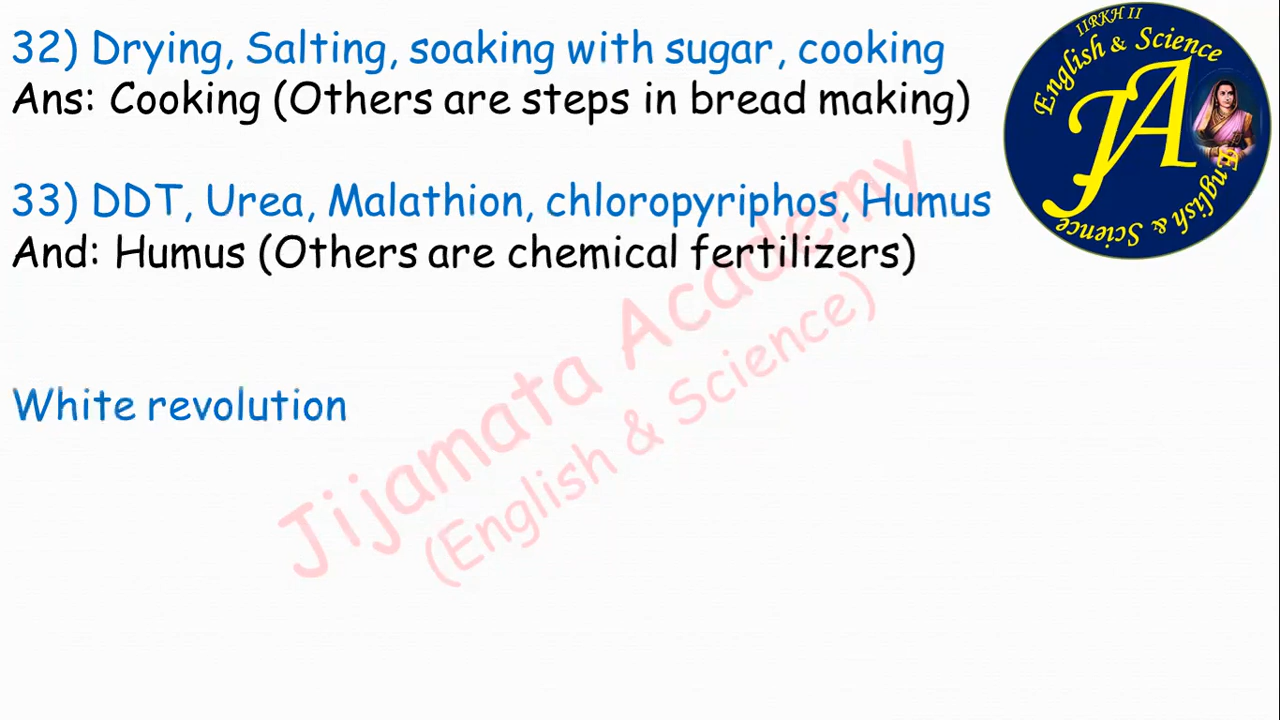 32) Drying, Salting, soaking with sugar, cooking
Ans: Cooking (Others are steps in bread making)
33) DDT, Urea, Malathion, chloropyriphos, Humus
And: Humus (Others are chemical fertilizers)
White revolution
Jijamata Academy
(English & Science)
IIRKH II
English & Science
JA
English & Science